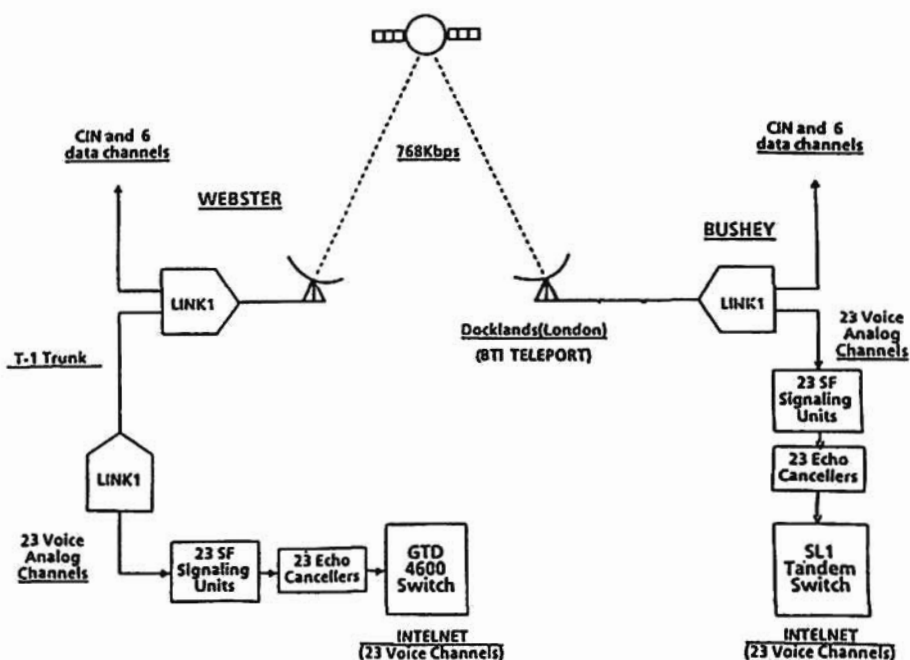 CIN and 6
data channels
768Kbps
CIN and 6
data channels
WEBSTER
BUSHEY
LINK1
LINK1
Docklands(London)
(BTI TELEPORT)
23 Voice
Analog
Channels
T-1 Trunk
23 SF
Signaling
Units
LINK1
23 Echo
Cancellers
23 Voice
Analog
Channels
23 SF
Signaling
Units
23 Echo
Cancellers
GTD
4600
Switch
SL1
Tandem
Switch
INTELNET
(23 Voice Channels)
INTELNET
(23 Voice Channels)